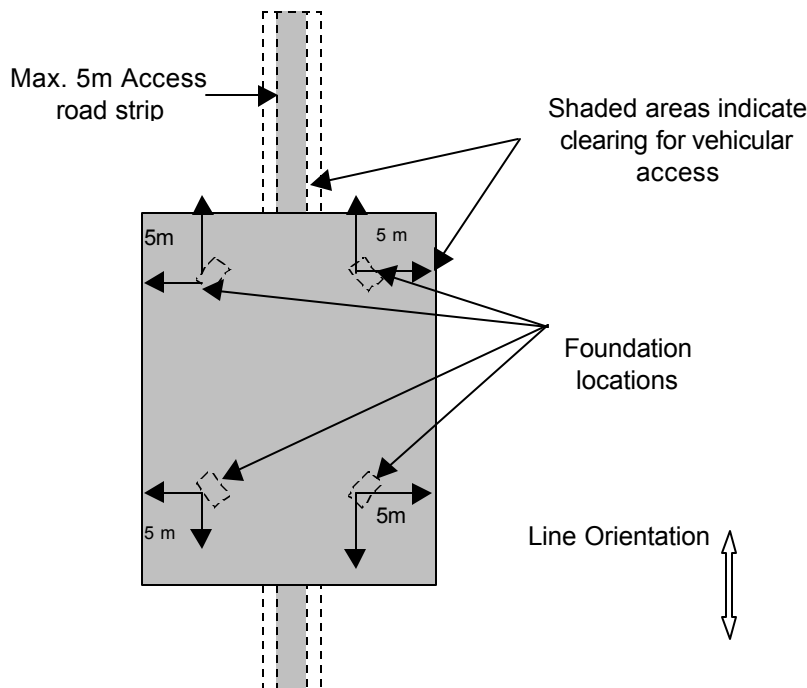 Max. 5m Access
road strip
Shaded areas indicate
clearing for vehicular
access
5m
5 m
Foundation
locations
5 m
5m
Line Orientation